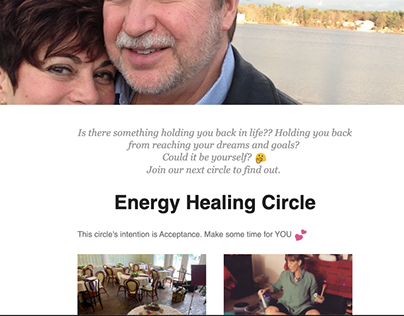 Is there something holding you back in life?? Holding you back
from reaching your dreams and goals?
Could it be yourself? 🤔
Join our next circle to find out.
Energy Healing Circle
This circle's intention is Acceptance. Make some time for YOU 💕